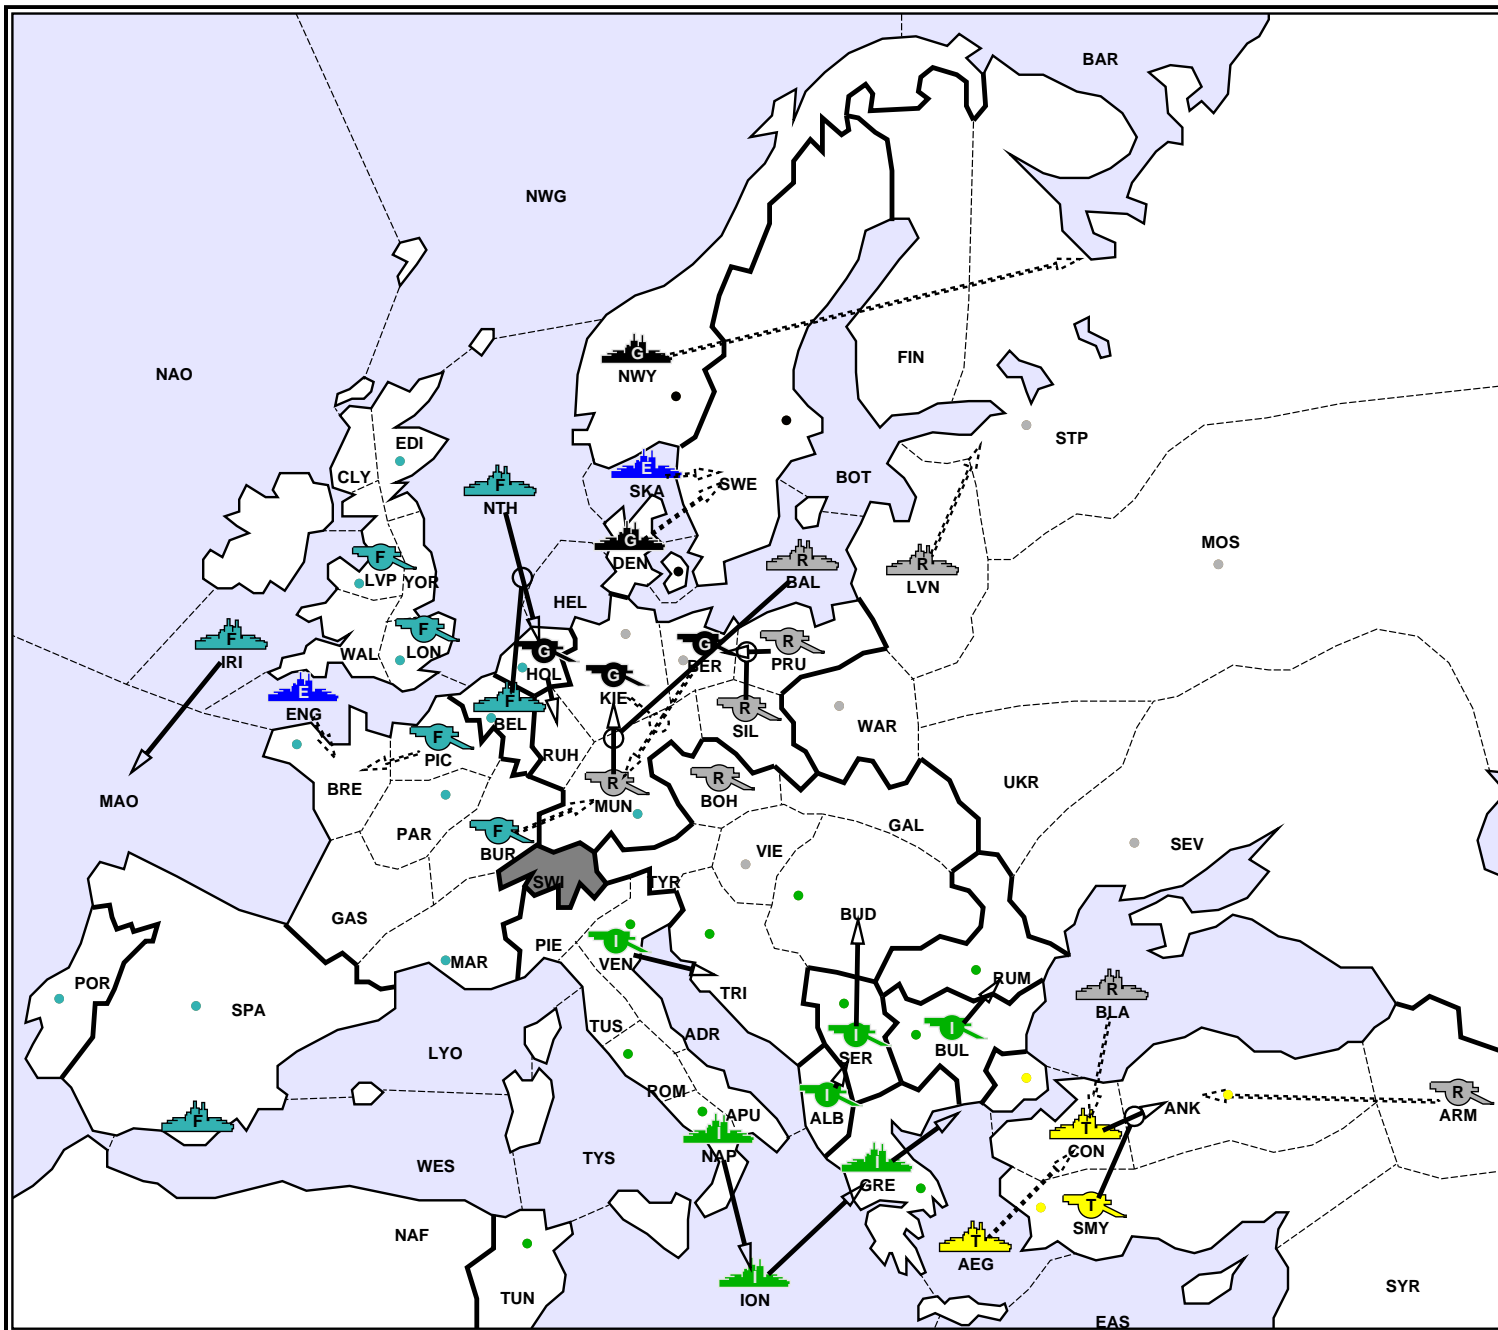 BAR
NWG
NAO
G
NWY
FIN
EDI
STP
CLY
E
SKA
SWE
BOT
F
NTH
MOS
G
DEN
R
BAL
R
LVN
F
LVP
YOR
HEL
F
IRI
F
LON
WAL
G
HOL
G
KIE
G
BER
R
PRU
E
ENG
F
BEL
R
SIL
WAR
F
PIC
RUH
R
MUN
R
BOH
UKR
BRE
MAO
F
BUR
PAR
GAL
SEV
VIE
SWI
TYR
BUD
GAS
I
VEN
PIE
MAR
POR
SPA
TRI
RUM
R
BLA
TUS
ADR
I
SER
I
BUL
LYO
ROM
I
ALB
APU
ANK
R
ARM
F
I
NAP
T
CON
WES
TYS
I
GRE
T
SMY
NAF
T
AEG
I
ION
TUN
SYR
EAS